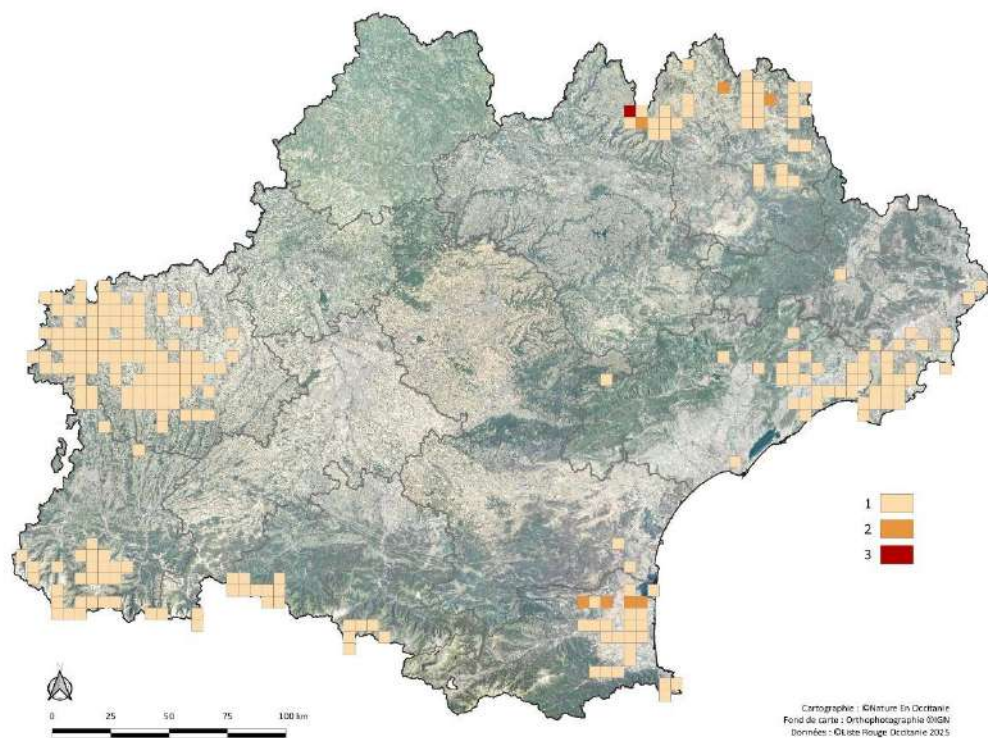 1
2
3
N
0 25 50 75 100 km
Cartographie : ©Nature En Occitanie
Fond de carte : Orthophotographie ©IGN
Données : ©Liste Rouge Occitanie 2025